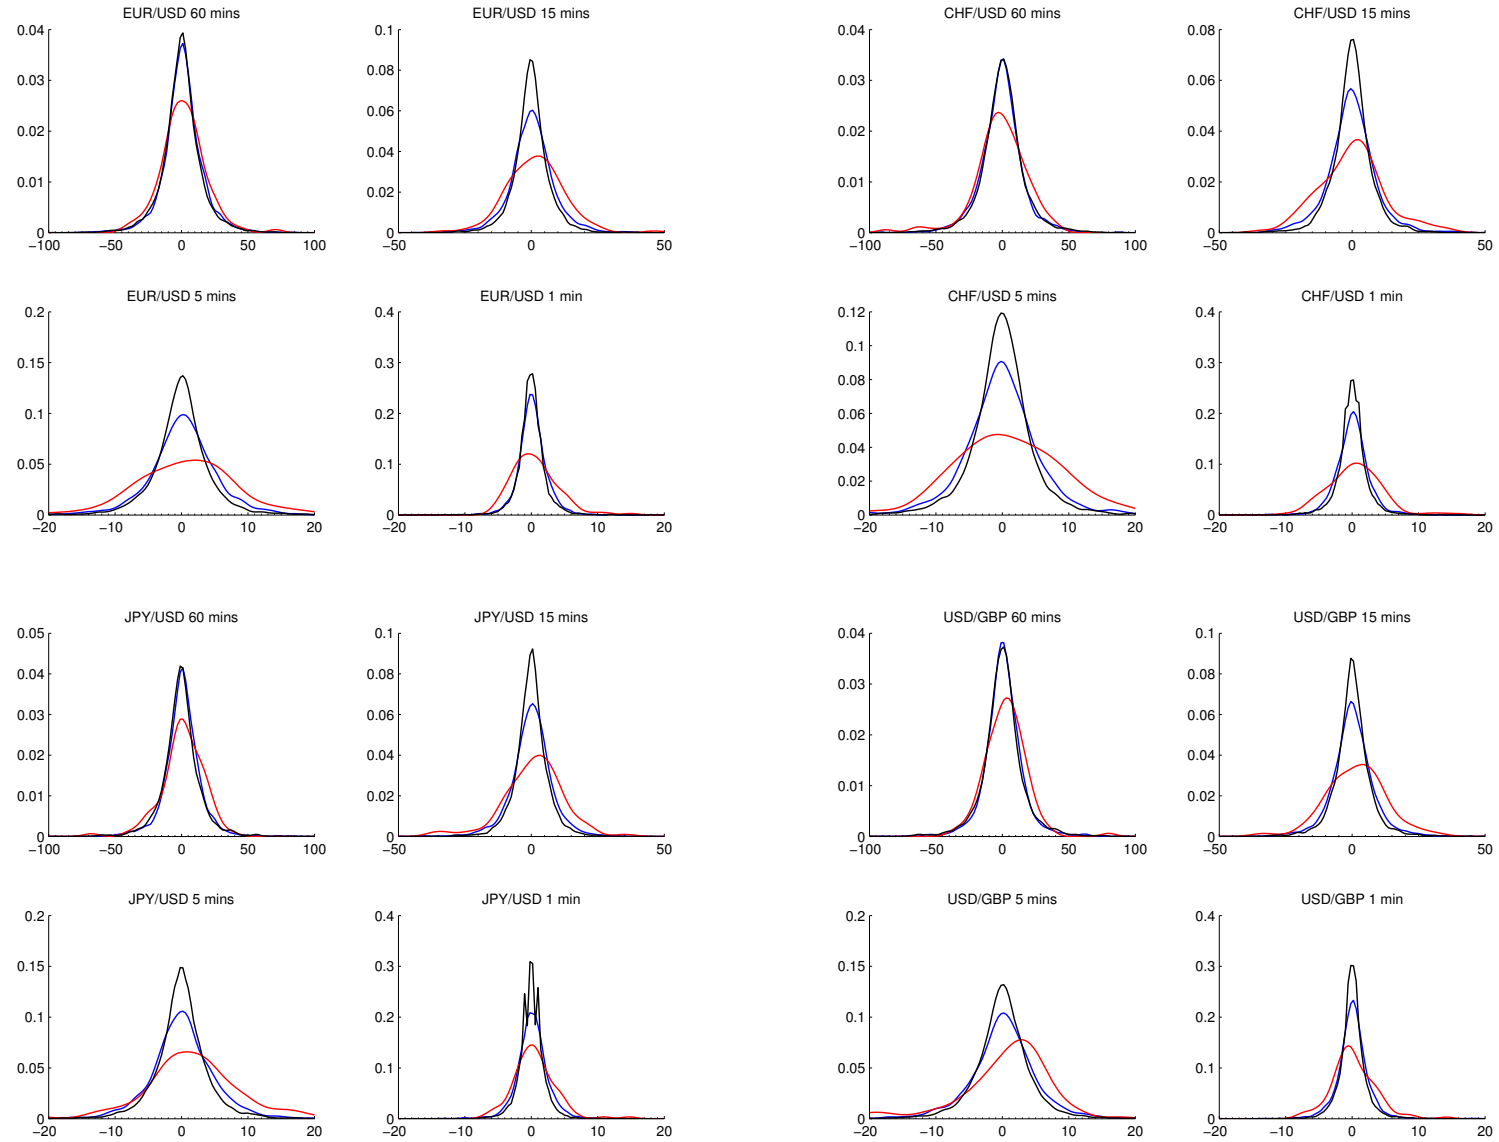 EUR/USD 60 mins
0.04
0.03
0.02
0.01
0
−100 −50 0 50 100
EUR/USD 15 mins
0.1
0.08
0.06
0.04
0.02
0
−50 0 50
CHF/USD 60 mins
0.04
0.03
0.02
0.01
0
−100 −50 0 50 100
CHF/USD 15 mins
0.08
0.06
0.04
0.02
0
−50 0 50
EUR/USD 5 mins
0.2
0.15
0.1
0.05
0
−20 −10 0 10 20
EUR/USD 1 min
0.4
0.3
0.2
0.1
0
−20 −10 0 10 20
CHF/USD 5 mins
0.12
0.1
0.08
0.06
0.04
0.02
0
−20 −10 0 10 20
CHF/USD 1 min
0.4
0.3
0.2
0.1
0
−20 −10 0 10 20
JPY/USD 60 mins
0.05
0.04
0.03
0.02
0.01
0
−100 −50 0 50 100
JPY/USD 15 mins
0.1
0.08
0.06
0.04
0.02
0
−50 0 50
USD/GBP 60 mins
0.04
0.03
0.02
0.01
0
−100 −50 0 50 100
USD/GBP 15 mins
0.1
0.08
0.06
0.04
0.02
0
−50 0 50
JPY/USD 5 mins
0.2
0.15
0.1
0.05
0
−20 −10 0 10 20
JPY/USD 1 min
0.4
0.3
0.2
0.1
0
−20 −10 0 10 20
USD/GBP 5 mins
0.2
0.15
0.1
0.05
0
−20 −10 0 10 20
USD/GBP 1 min
0.4
0.3
0.2
0.1
0
−20 −10 0 10 20